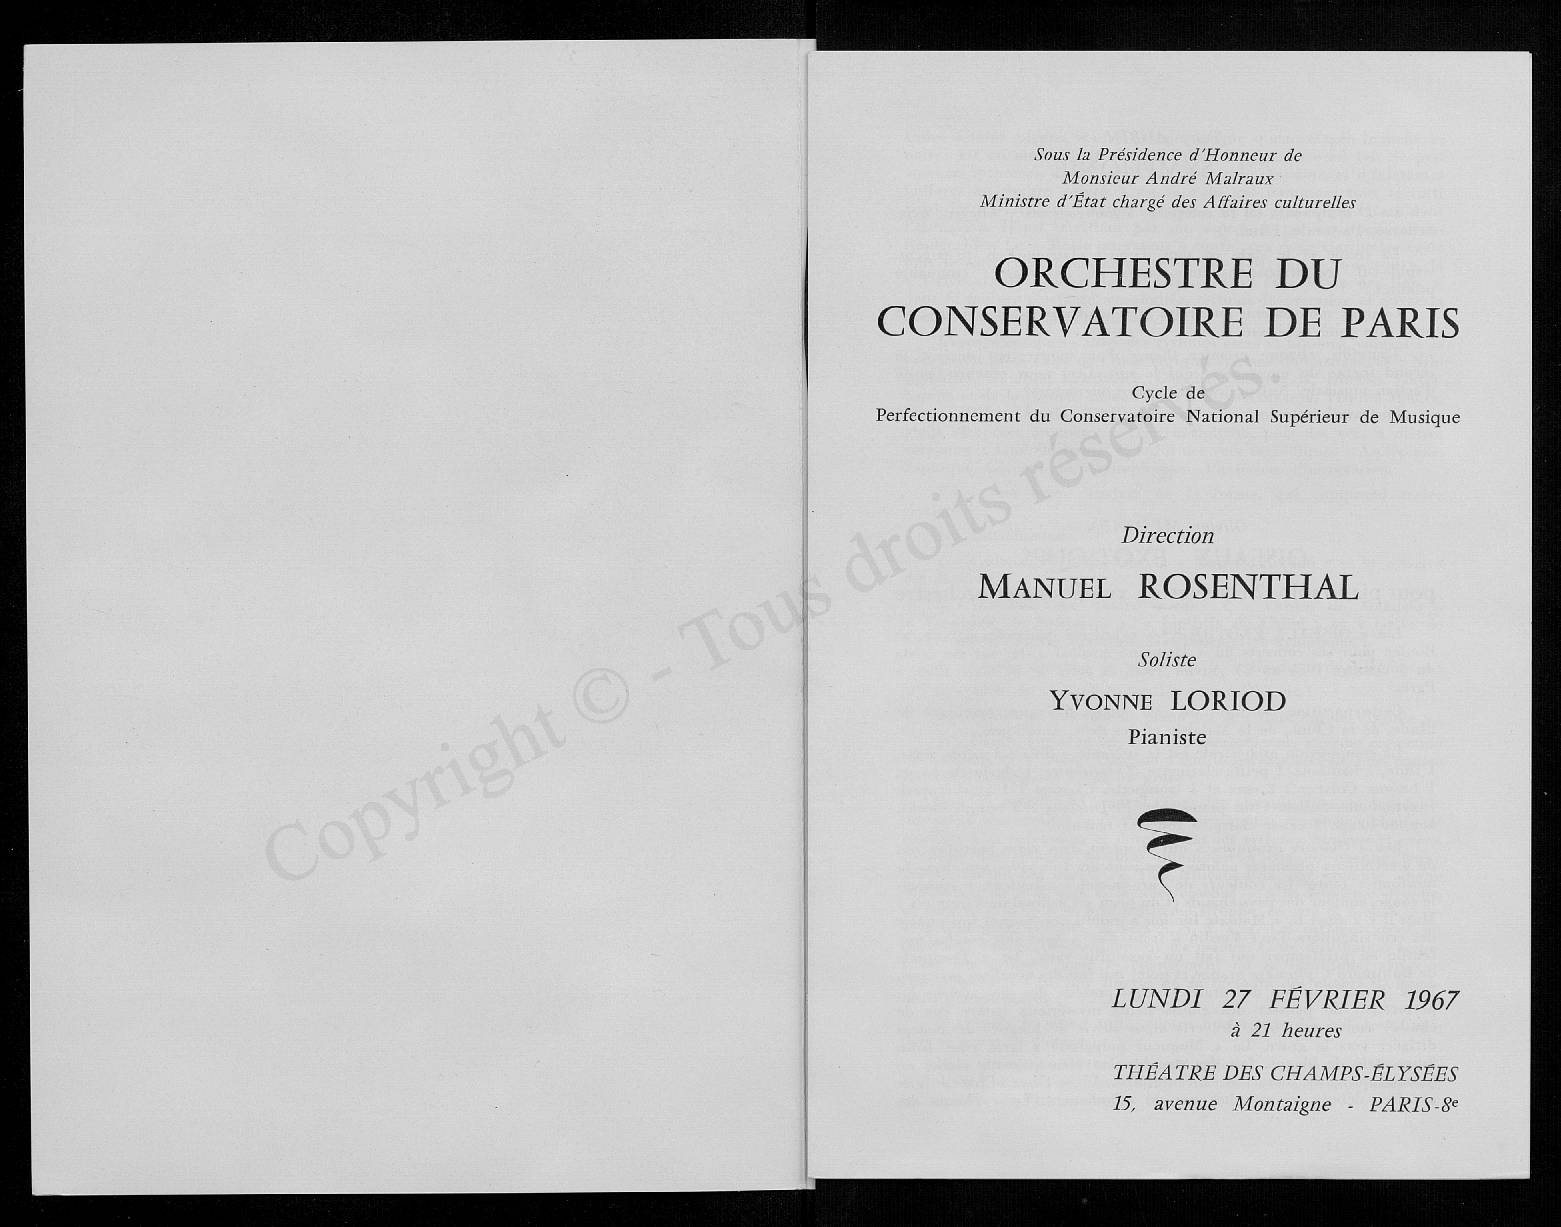 Sous la Présidence d'Honneur de
Monsieur André Malraux
Ministre d'État chargé des Affaires culturelles
ORCHESTRE DU
CONSERVATOIRE DE PARIS
Cycle de
Perfectionnement du Conservatoire National Supérieur de Musique
Direction
MANUEL ROSENTHAL
Soliste
YVONNE LORIOD
Pianiste
LUNDI 27 FÉVRIER 1967
à 21 heures
THÉATRE DES CHAMPS-ÉLYSÉES
15, avenue Montaigne - PARIS-8e
Copyright © - Tous droits réservés.